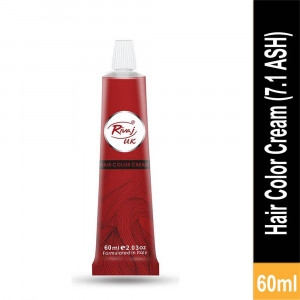 Rivaj
UK
HAIR COLOR CREAM
60ml ℮ 2.03oz
Formulated in Italy
Hair Color Cream (7.1 ASH)
60ml